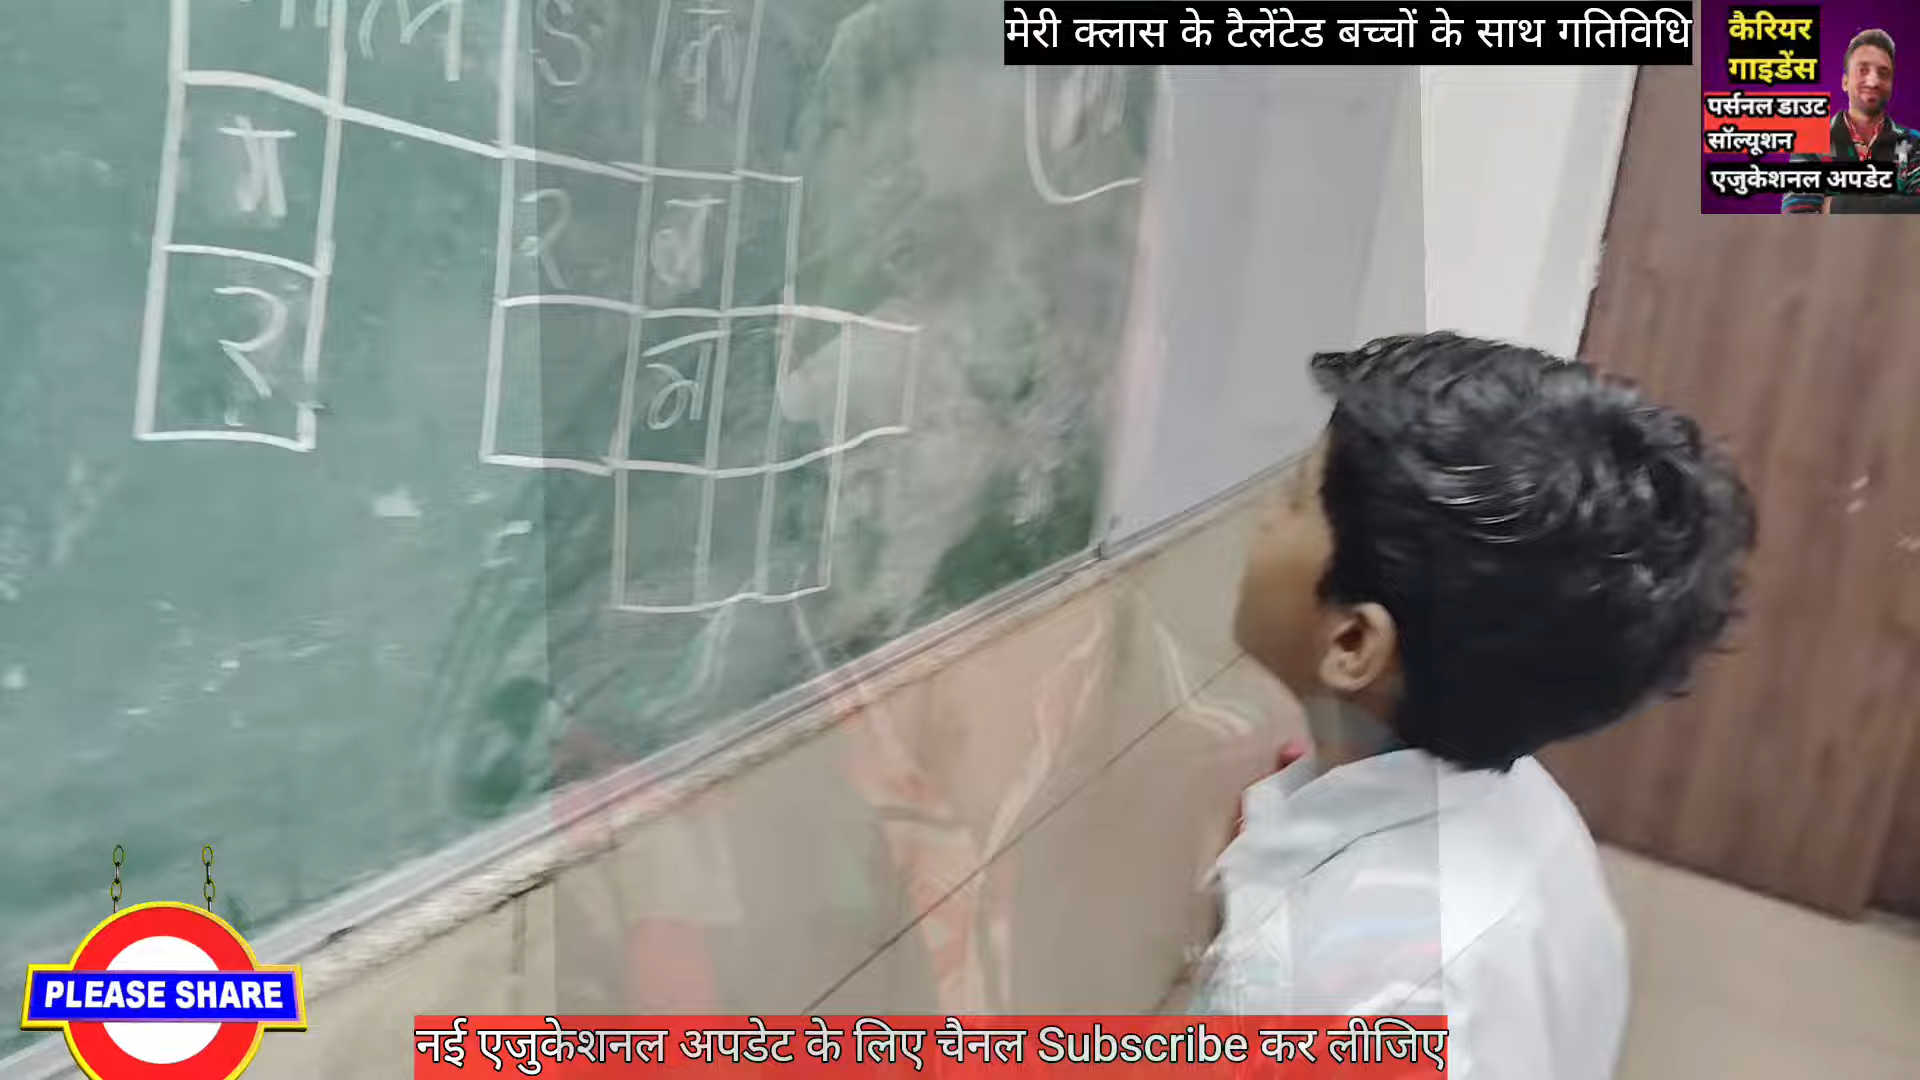 मेरी क्लास के टैलेंटेड बच्चों के साथ गतिविधि
कैरियर
गाइडेंस
पर्सनल डाउट
सॉल्यूशन
एजुकेशनल अपडेट
म
र
र
न
PLEASE SHARE
नई एजुकेशनल अपडेट के लिए चैनल Subscribe कर लीजिए